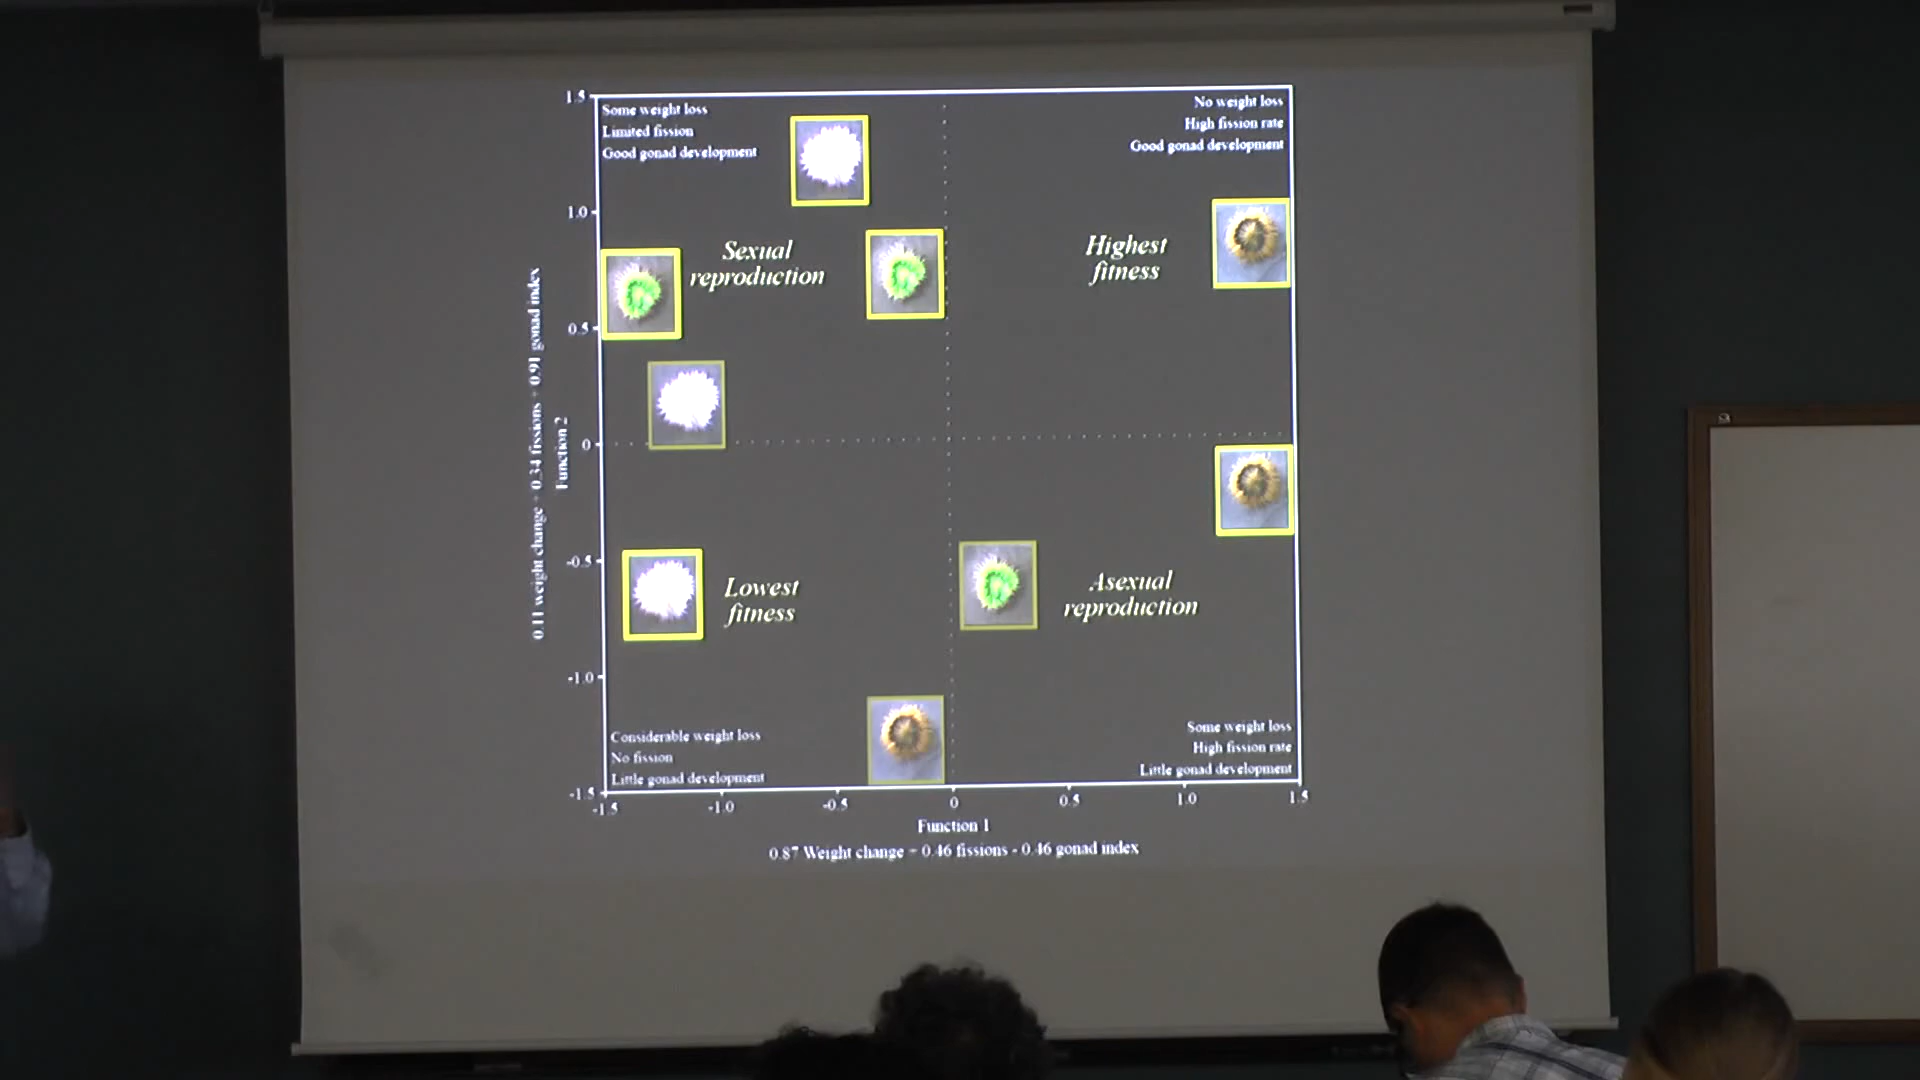 1.5
Some weight loss
Limited fission
Good gonad development
No weight loss
High fission rate
Good gonad development
1.0
Sexual
reproduction
Highest
fitness
0.5
0
-0.5
Lowest
fitness
Asexual
reproduction
-1.0
Considerable weight loss
No fission
Little gonad development
Some weight loss
High fission rate
Little gonad development
-1.5
-1.5
-1.0
-0.5
0
0.5
1.0
1.5
Function 1
0.87 Weight change - 0.46 fissions - 0.46 gonad index
0.11 weight change - 0.34 fissions + 0.91 gonad index
Function 2